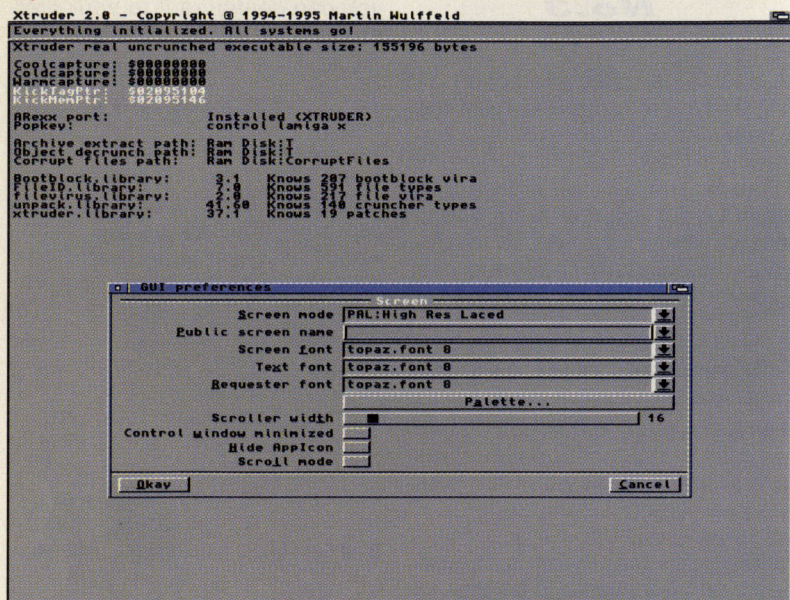 Xtruder 2.0 - Copyright © 1994-1995 Martin Wulffeld
Everything initialized. All systems go!
Xtruder real uncrunched executable size: 155196 bytes
Coolcapture: $00000000
Coldcapture: $00000000
Warmcapture: $00000000
KickTagPtr: $02095104
KickMemPtr: $02095146
ARexx port: Installed (XTRUDER)
Popkey: control lamiga x
Archive extract path: Ram Disk:T
Object decrunch path: Ram Disk:T
Corrupt files path: Ram Disk:CorruptFiles
Bootblock.library: 3.1 Knows 207 bootblock vira
FileID.library: 7.0 Knows 591 file types
filevirus.library: 2.0 Knows 217 file vira
unpack.library: 41.60 Knows 140 cruncher types
xtruder.library: 37.1 Knows 19 patches
GUI preferences
Screen
Screen mode PAL:High Res Laced
Public screen name
Screen font topaz.font 8
Text font topaz.font 8
Requester font topaz.font 8
Palette...
Scroller width 16
Control window minimized
Hide AppIcon
Scroll mode
Okay Cancel